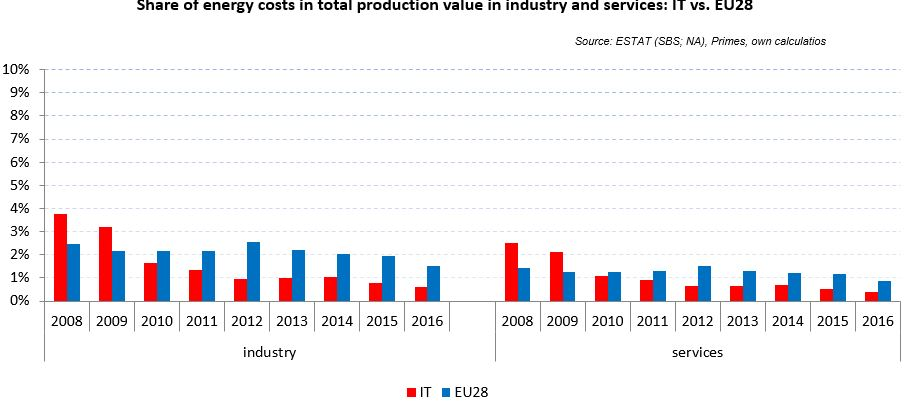 Share of energy costs in total production value in industry and services: IT vs. EU28
Source: ESTAT (SBS; NA), Primes, own calculatios
10%
9%
8%
7%
6%
5%
4%
3%
2%
1%
0%
2008 2009 2010 2011 2012 2013 2014 2015 2016 2008 2009 2010 2011 2012 2013 2014 2015 2016
industry services
IT EU28